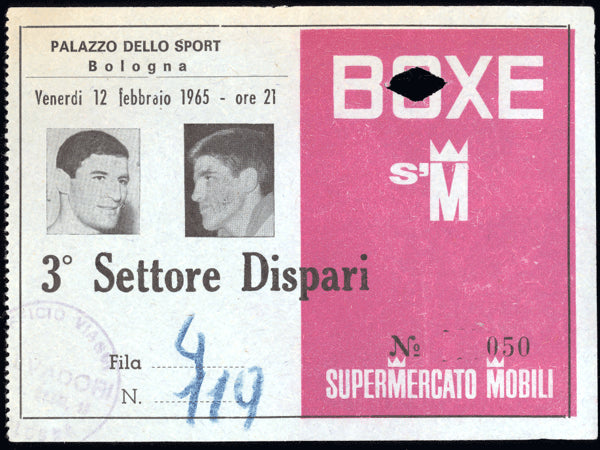 PALAZZO DELLO SPORT
Bologna
Venerdi 12 febbraio 1965 - ore 21
BOXE
S'M
3° Settore Dispari
Fila 4
N. 119
№ 050
SUPERMERCATO MOBILI